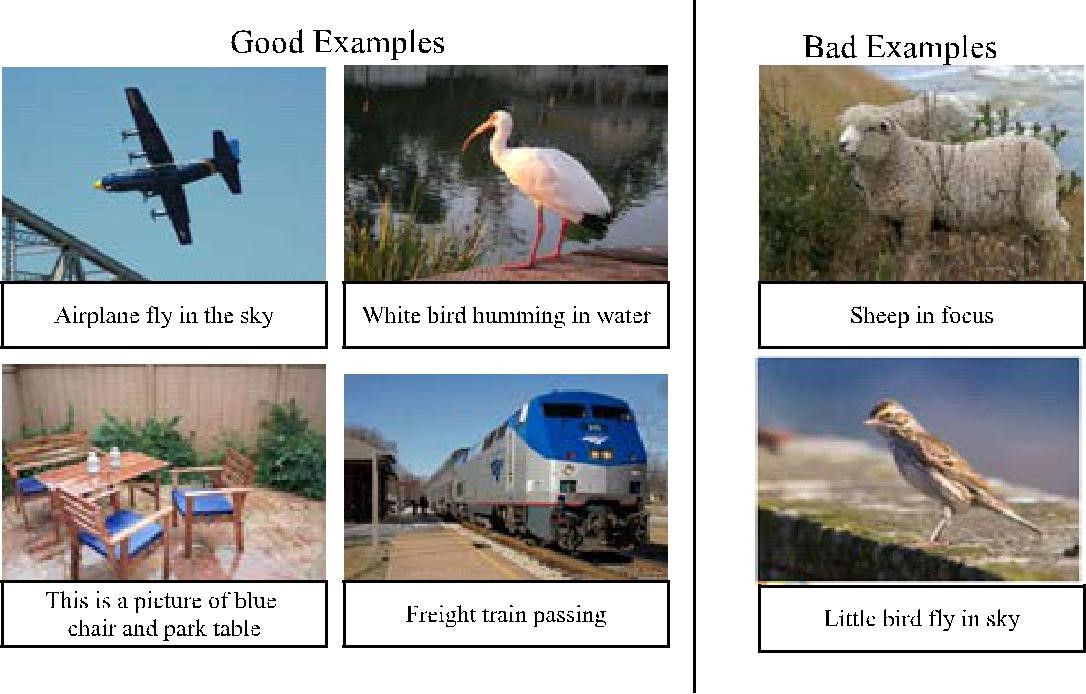 Good Examples
Bad Examples
Airplane fly in the sky
White bird humming in water
Sheep in focus
This is a picture of blue
chair and park table
Freight train passing
Little bird fly in sky